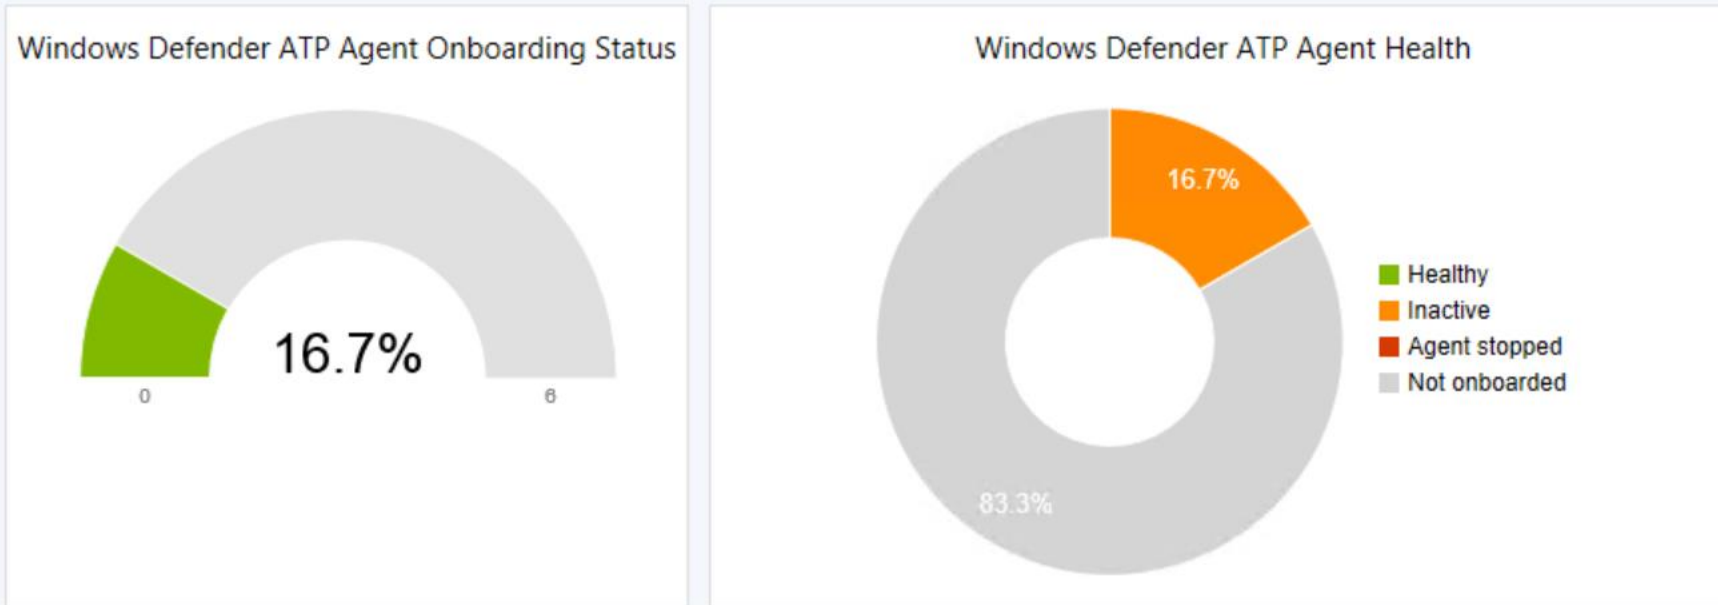 Windows Defender ATP Agent Onboarding Status
16.7%
0
6
Windows Defender ATP Agent Health
16.7%
83.3%
Healthy
Inactive
Agent stopped
Not onboarded